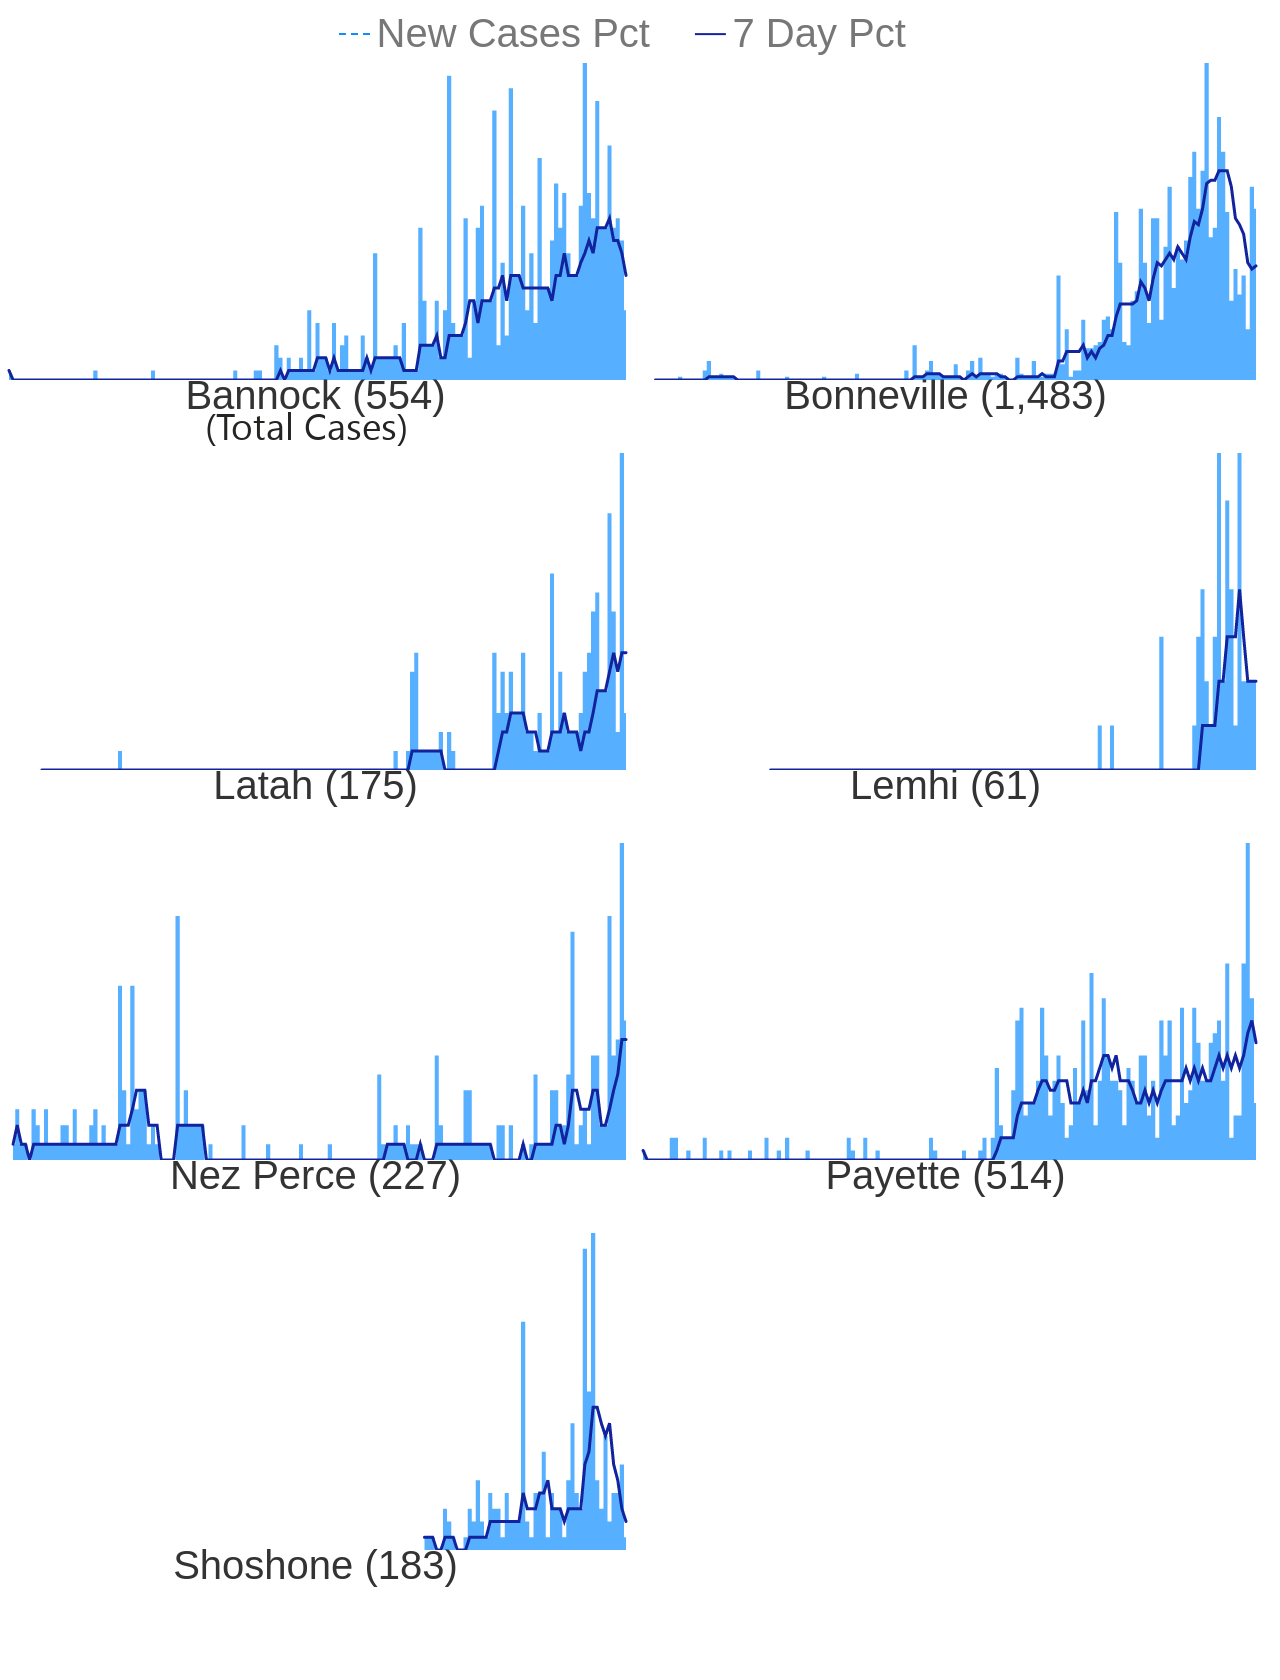 New Cases Pct 7 Day Pct
Bannock (554) Bonneville (1,483)
(Total Cases)
Latah (175) Lemhi (61)
Nez Perce (227) Payette (514)
Shoshone (183)